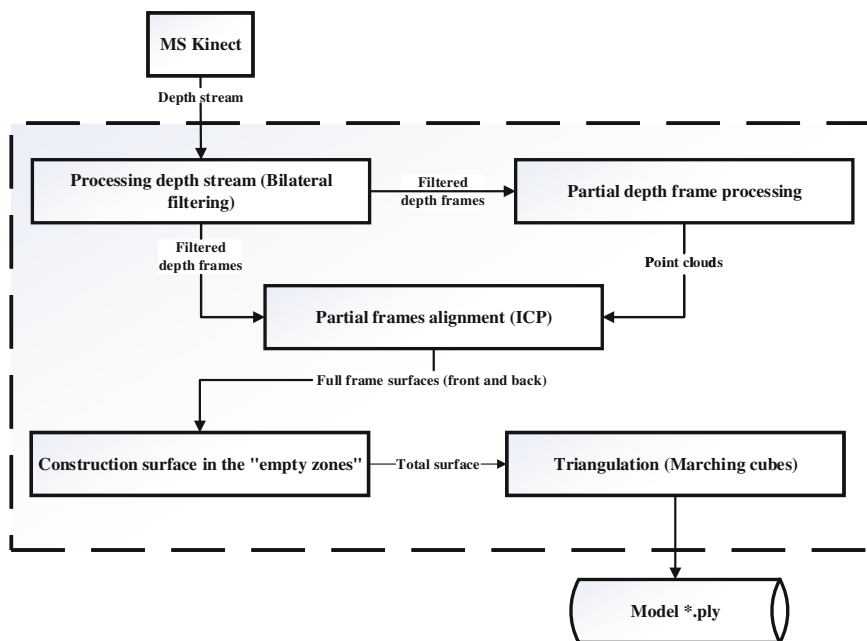 MS Kinect
Depth stream
Processing depth stream (Bilateral
filtering)
Filtered
depth frames
Partial depth frame processing
Filtered
depth frames
Point clouds
Partial frames alignment (ICP)
Full frame surfaces (front and back)
Construction surface in the "empty zones"
Total surface
Triangulation (Marching cubes)
Model *.ply